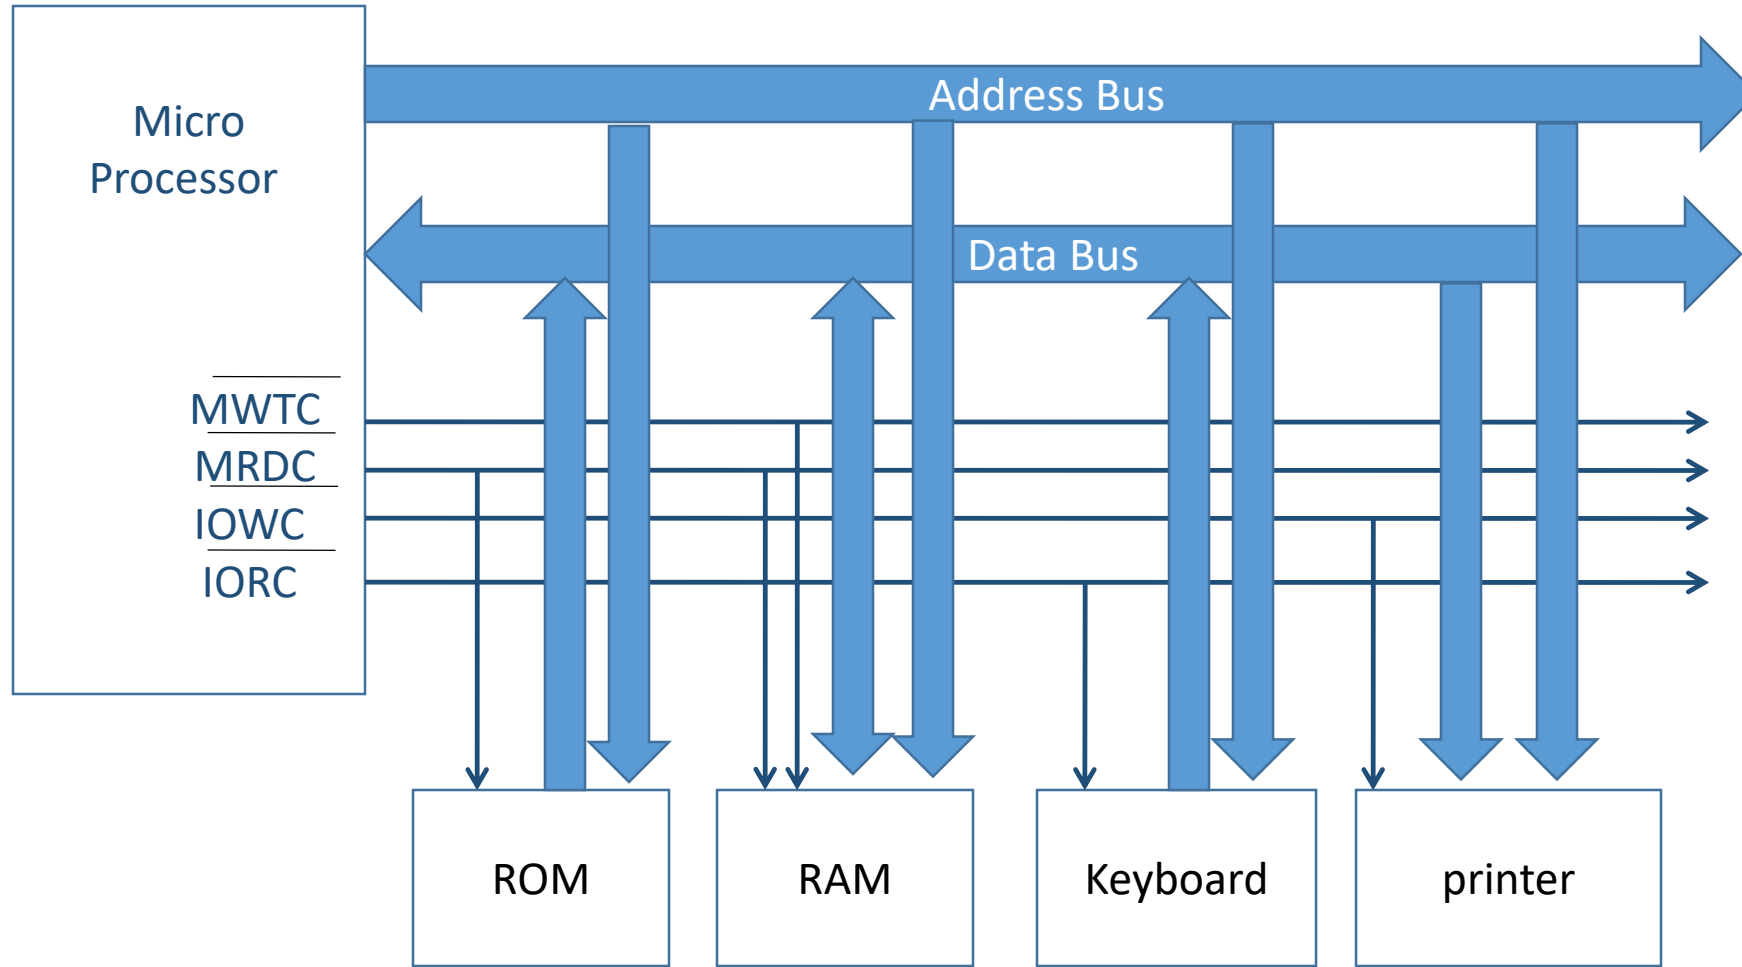 Micro
Processor
Address Bus
Data Bus
MWTC
MRDC
IOWC
IORC
ROM
RAM
Keyboard
printer